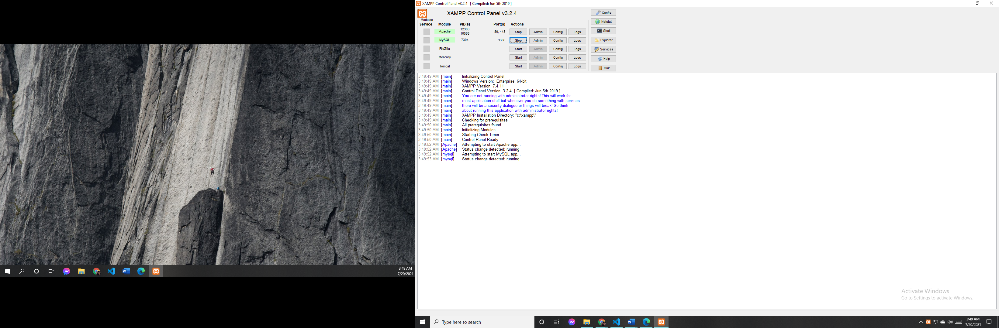 XAMPP Control Panel v3.2.4 [ Compiled: Jun 5th 2019 ]
XAMPP Control Panel v3.2.4
Modules
Service Module PID(s) Port(s) Actions
Apache 12308 10568 80, 443 Stop Admin Config Logs
MySQL 7304 3306 Stop Admin Config Logs
FileZilla Start Admin Config Logs
Mercury Start Admin Config Logs
Tomcat Start Admin Config Logs
Config
Netstat
Shell
Explorer
Services
Help
Quit
3:49:49 AM [main] Initializing Control Panel
3:49:49 AM [main] Windows Version: Enterprise 64-bit
3:49:49 AM [main] XAMPP Version: 7.4.11
3:49:49 AM [main] Control Panel Version: 3.2.4 [ Compiled: Jun 5th 2019 ]
3:49:49 AM [main] You are not running with administrator rights! This will work for
3:49:49 AM [main] most application stuff but whenever you do something with services
3:49:49 AM [main] there will be a security dialogue or things will break! So think
3:49:49 AM [main] about running this application with administrator rights!
3:49:49 AM [main] XAMPP Installation Directory: "c:\xampp\"
3:49:49 AM [main] Checking for prerequisites
3:49:50 AM [main] All prerequisites found
3:49:50 AM [main] Initializing Modules
3:49:50 AM [main] Starting Check-Timer
3:49:50 AM [main] Control Panel Ready
3:49:52 AM [Apache] Attempting to start Apache app...
3:49:52 AM [Apache] Status change detected: running
3:49:52 AM [mysql] Attempting to start MySQL app...
3:49:53 AM [mysql] Status change detected: running
Activate Windows
Go to Settings to activate Windows.
3:49 AM
7/20/2021
Type here to search
3:49 AM
7/20/2021